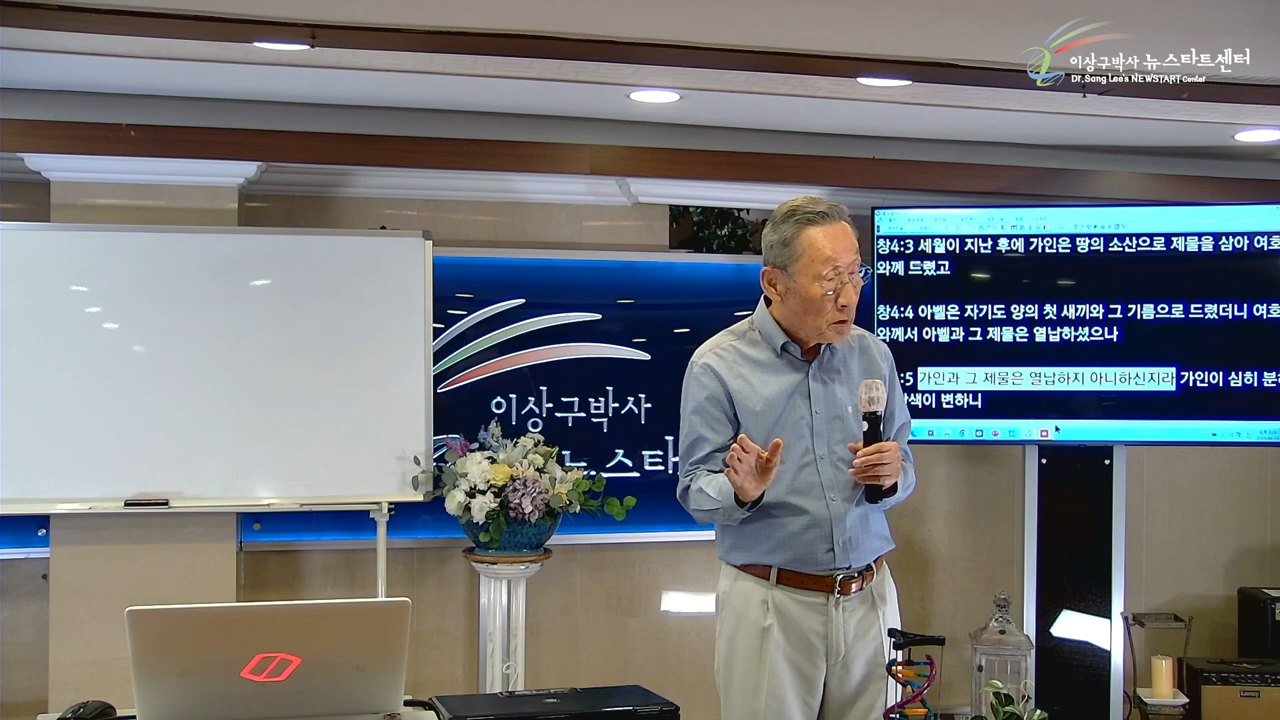 이상구박사 뉴스타트센터
Dr. Sang Lee's NEWSTART Center
창4:3 세월이 지난 후에 가인은 땅의 소산으로 제물을 삼아 여호
와께 드렸고
창4:4 아벨은 자기도 양의 첫 새끼와 그 기름으로 드렸더니 여호
와께서 아벨과 그 제물은 열납하셨으나
:5 가인과 그 제물은 열납하지 아니하신지라 가인이 심히 분
색이 변하니
이상구박사
뉴스타